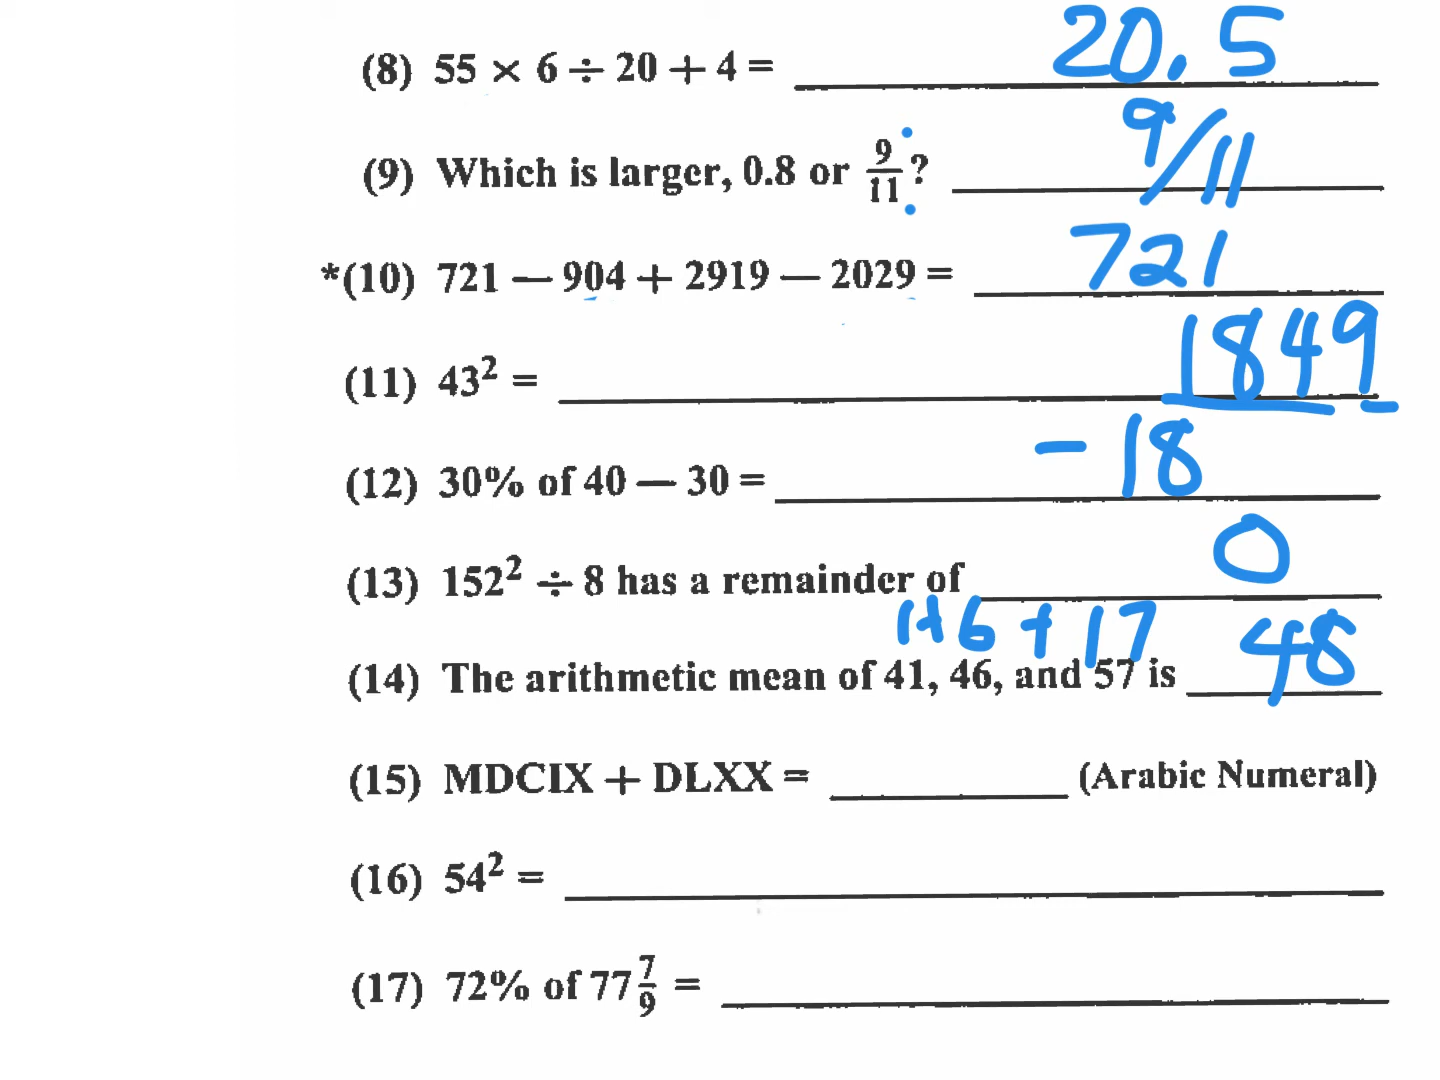 (8) 55 × 6 ÷ 20 + 4 = 20.5
(9) Which is larger, 0.8 or 9/11? 9/11
*(10) 721 − 904 + 2919 − 2029 = 721
(11) 43² = 1849
(12) 30% of 40 − 30 = -18
(13) 152² ÷ 8 has a remainder of 0
1+6+17
(14) The arithmetic mean of 41, 46, and 57 is 48
(15) MDCIX + DLXX = (Arabic Numeral)
(16) 54² =
(17) 72% of 77 7/9 =